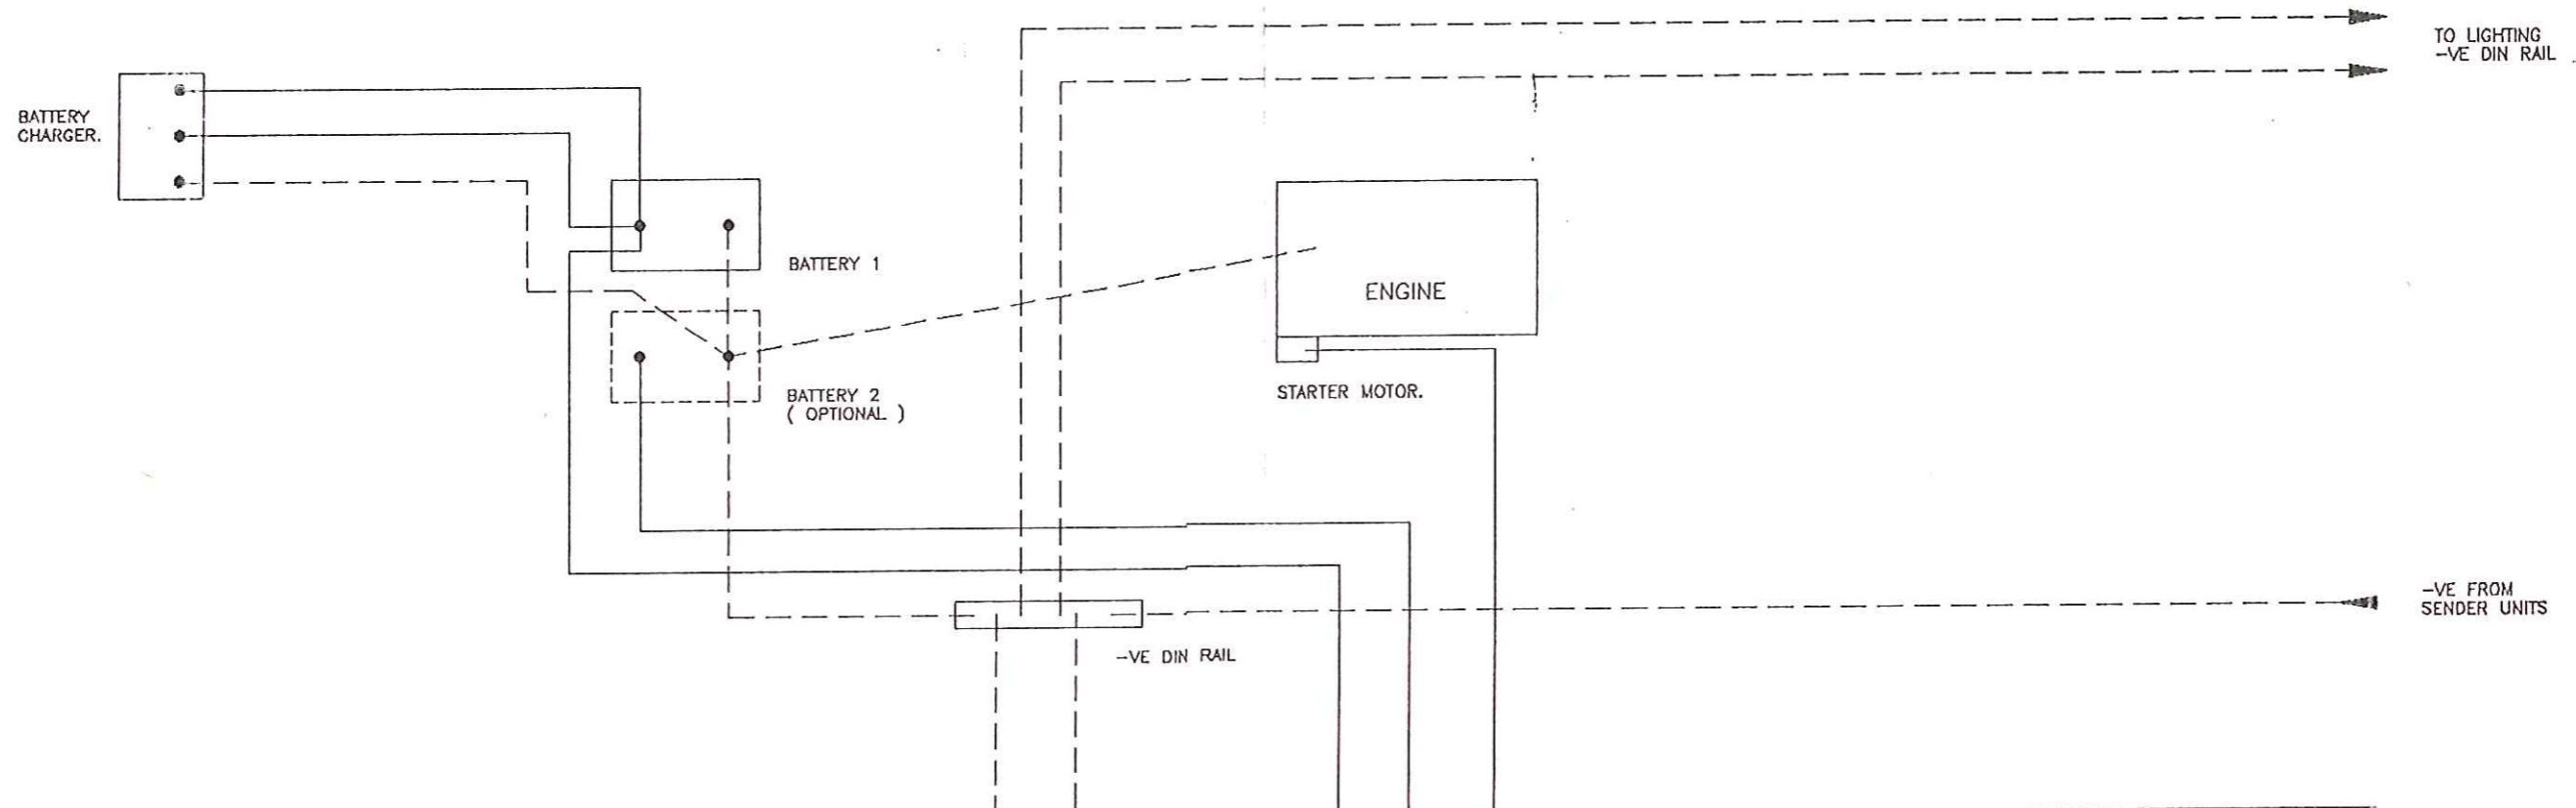 TO LIGHTING
-VE DIN RAIL
BATTERY
CHARGER.
BATTERY 1
ENGINE
BATTERY 2
( OPTIONAL )
STARTER MOTOR.
-VE FROM
SENDER UNITS
-VE DIN RAIL